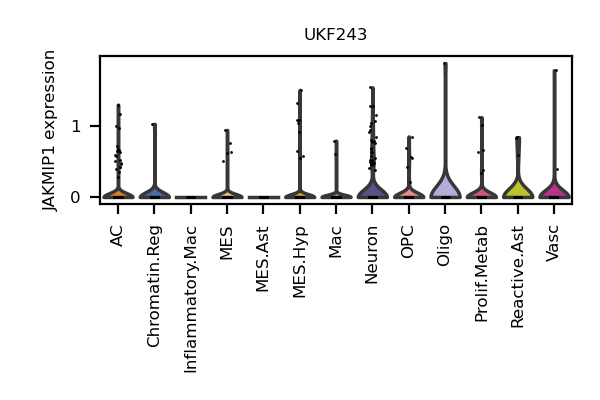 UKF243
JAKMIP1 expression
1
0
AC
Chromatin.Reg
Inflammatory.Mac
MES
MES.Ast
MES.Hyp
Mac
Neuron
OPC
Oligo
Prolif.Metab
Reactive.Ast
Vasc